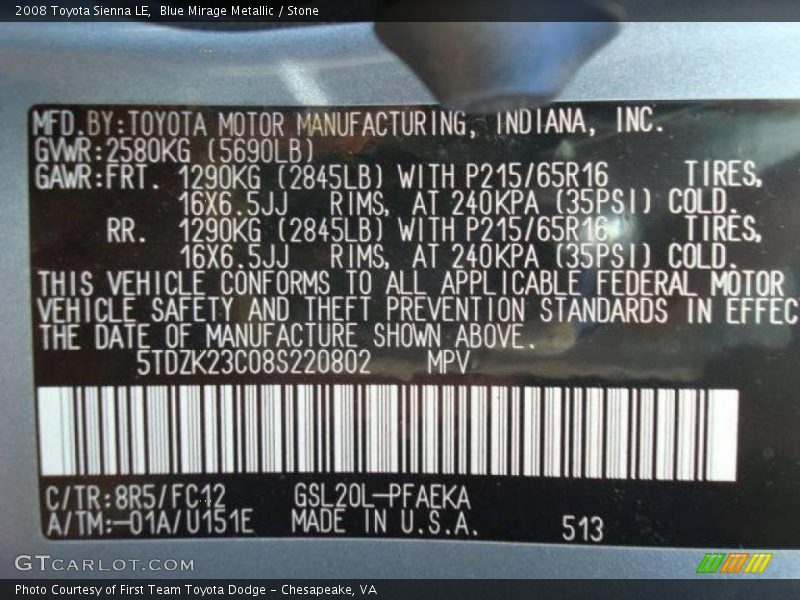 2008 Toyota Sienna LE,  Blue Mirage Metallic / Stone
MFD.BY:TOYOTA MOTOR MANUFACTURING, INDIANA, INC.
GVWR:2580KG (5690LB)
GAWR:FRT. 1290KG (2845LB) WITH P215/65R16 TIRES,
16X6.5JJ RIMS, AT 240KPA (35PSI) COLD.
RR. 1290KG (2845LB) WITH P215/65R16 TIRES,
16X6.5JJ RIMS, AT 240KPA (35PSI) COLD.
THIS VEHICLE CONFORMS TO ALL APPLICABLE FEDERAL MOTOR
VEHICLE SAFETY AND THEFT PREVENTION STANDARDS IN EFFEC
THE DATE OF MANUFACTURE SHOWN ABOVE.
5TDZK23C08S220802 MPV
C/TR:8R5/FC12 GSL20L-PFAEKA
A/TM:-01A/U151E MADE IN U.S.A. 513
GTCARLOT.COM
Photo Courtesy of First Team Toyota Dodge - Chesapeake, VA